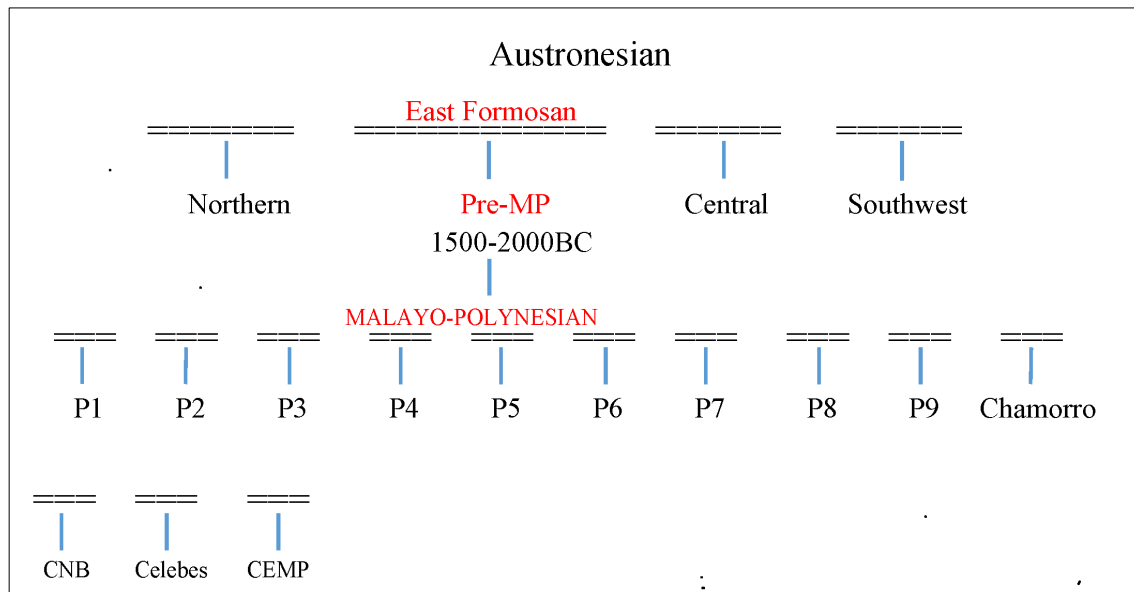 Austronesian
East Formosan
======= ============ ====== ======
Northern Pre-MP Central Southwest
1500-2000BC
MALAYO-POLYNESIAN
=== === === === === === === === === ===
P1 P2 P3 P4 P5 P6 P7 P8 P9 Chamorro
=== === ===
CNB Celebes CEMP